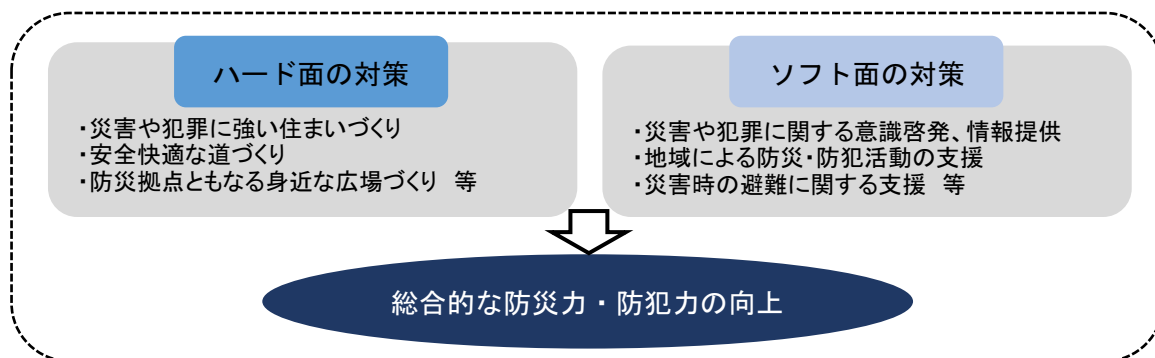 ハード面の対策
・災害や犯罪に強い住まいづくり
・安全快適な道づくり
・防災拠点ともなる身近な広場づくり　等
ソフト面の対策
・災害や犯罪に関する意識啓発、情報提供
・地域による防災・防犯活動の支援
・災害時の避難に関する支援　等
総合的な防災力・防犯力の向上